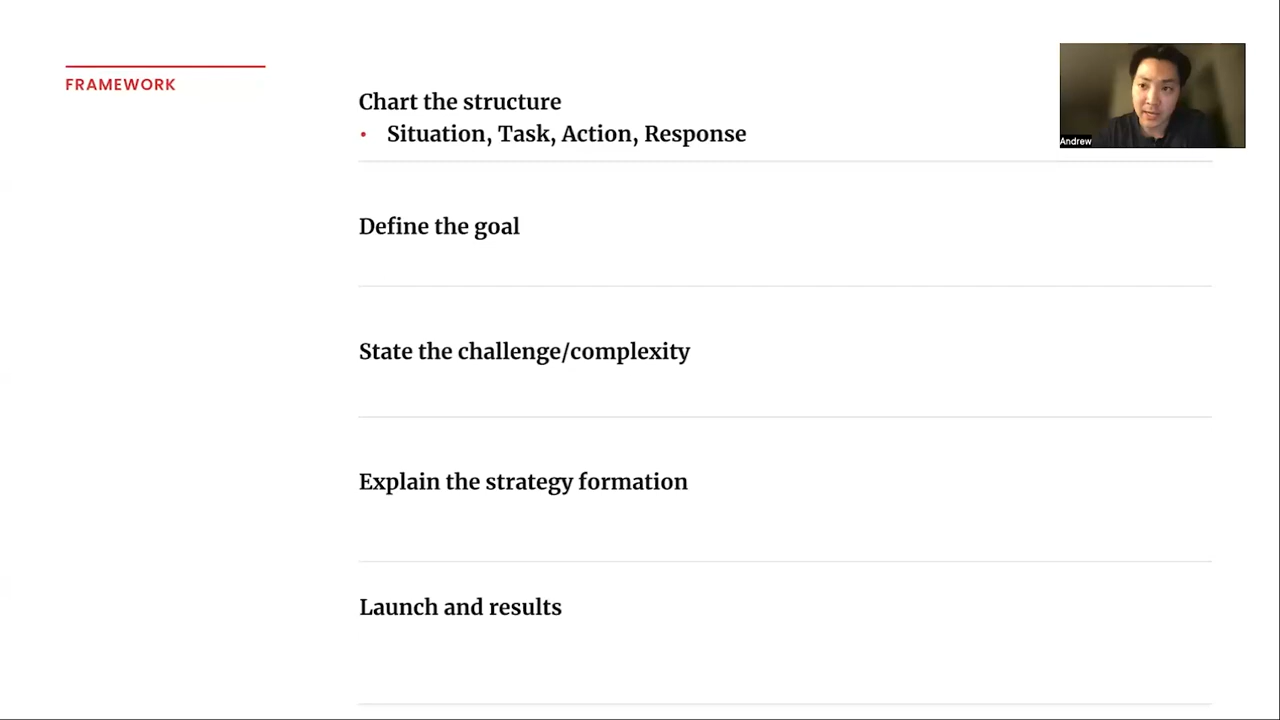 FRAMEWORK
Chart the structure
• Situation, Task, Action, Response
Andrew
Define the goal
State the challenge/complexity
Explain the strategy formation
Launch and results